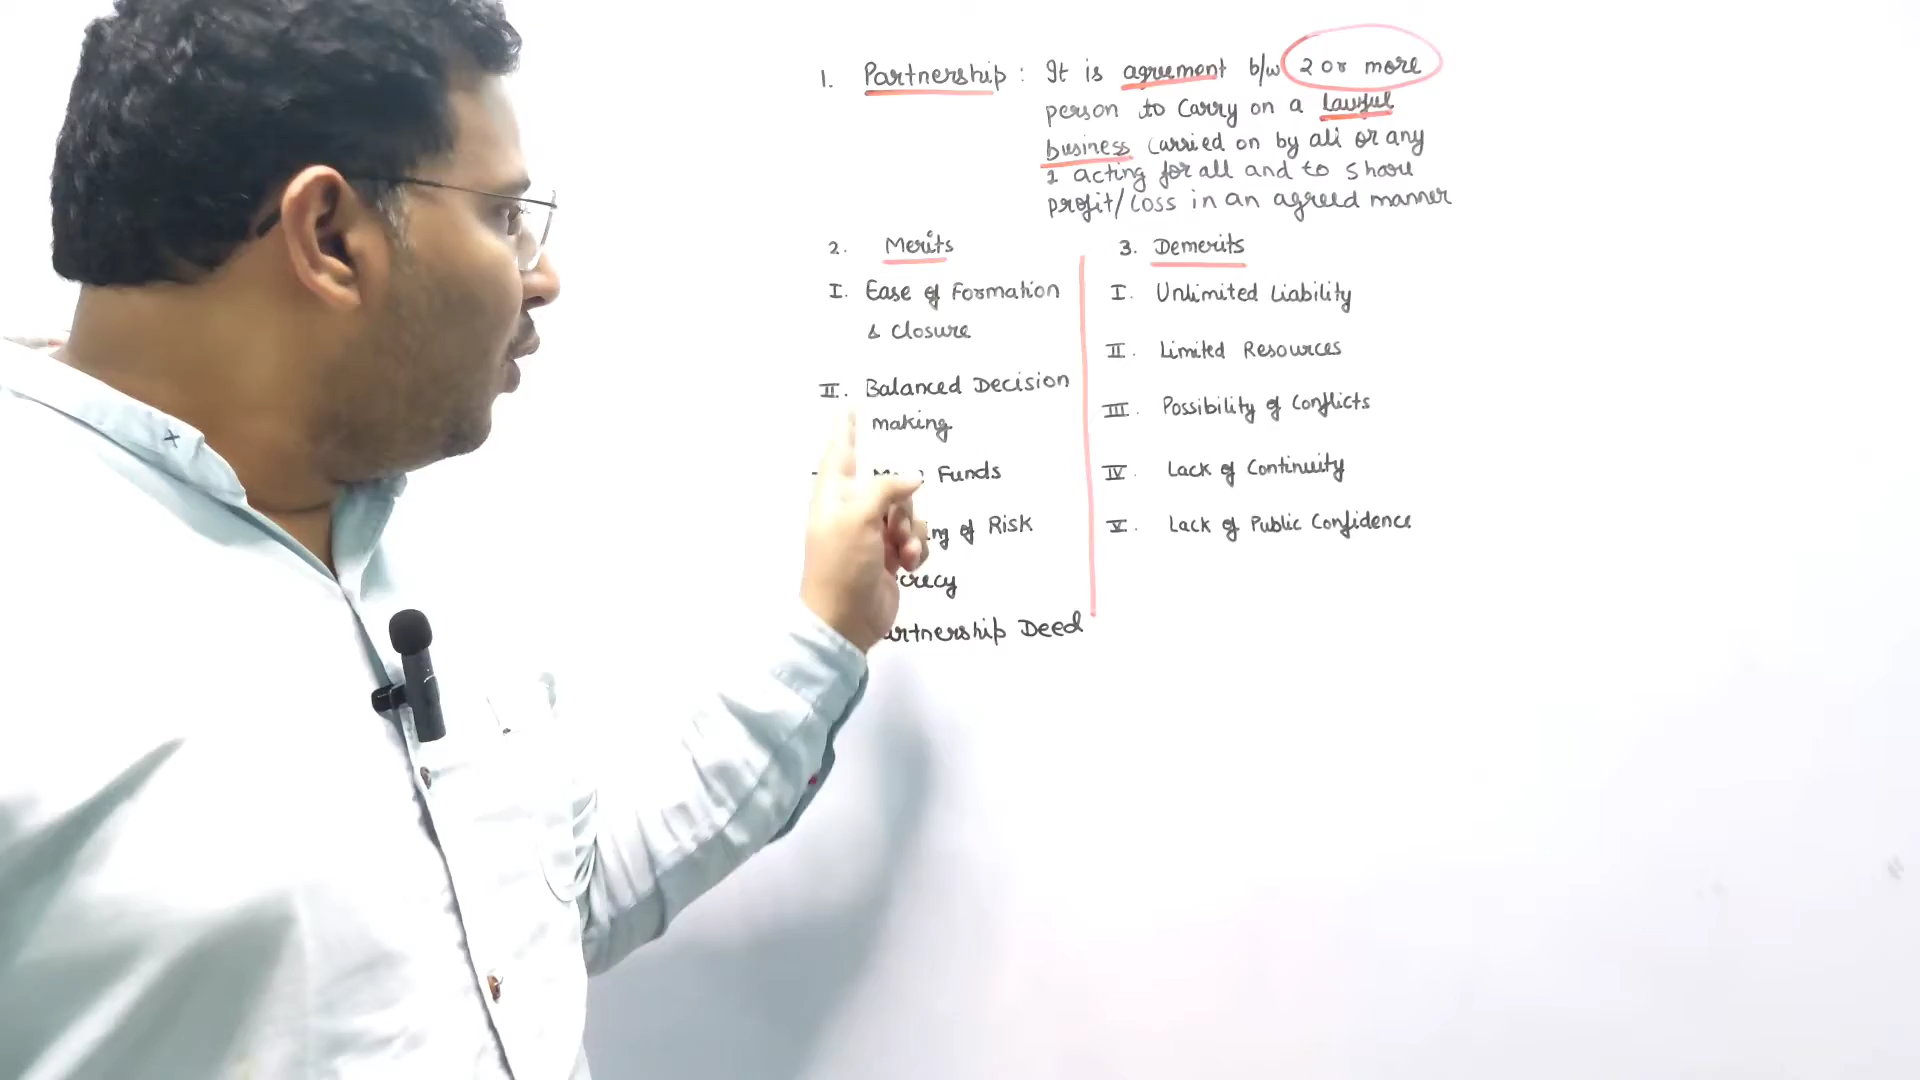 1. Partnership : It is agreement b/w 2 or more
person to carry on a lawful
business carried on by all or any
1 acting for all and to share
profit/loss in an agreed manner
2. Merits
I. Ease of Formation
& Closure
II. Balanced Decision
making
Funds
of Risk
Partnership Deed
3. Demerits
I. Unlimited Liability
II. Limited Resources
III. Possibility of Conflicts
IV. Lack of Continuity
V. Lack of Public Confidence